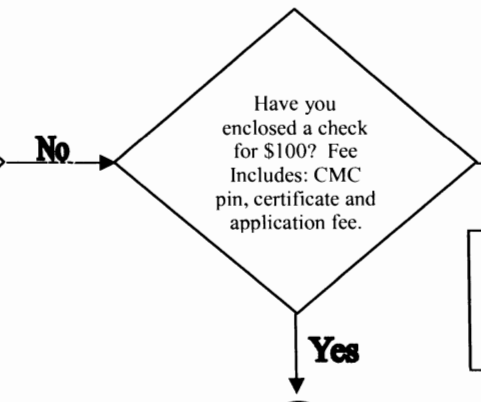 No
Have you
enclosed a check
for $100? Fee
Includes: CMC
pin, certificate and
application fee.
Yes